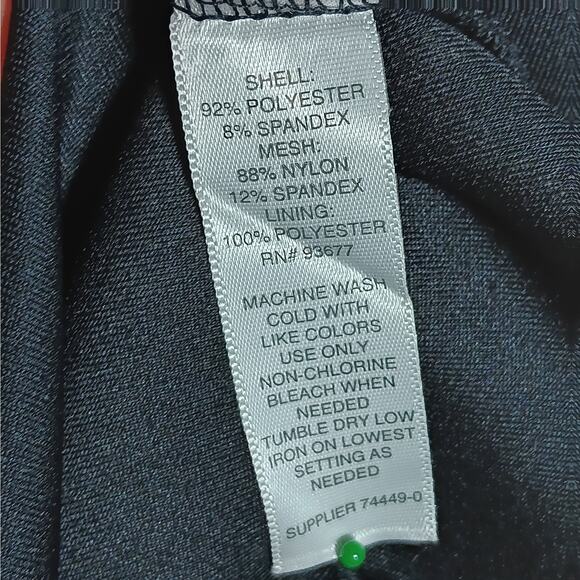 SHELL:
92% POLYESTER
8% SPANDEX
MESH:
88% NYLON
12% SPANDEX
LINING:
100% POLYESTER
RN# 93677
MACHINE WASH
COLD WITH
LIKE COLORS
USE ONLY
NON-CHLORINE
BLEACH WHEN
NEEDED
TUMBLE DRY LOW
IRON ON LOWEST
SETTING AS
NEEDED
SUPPLIER 74449-0